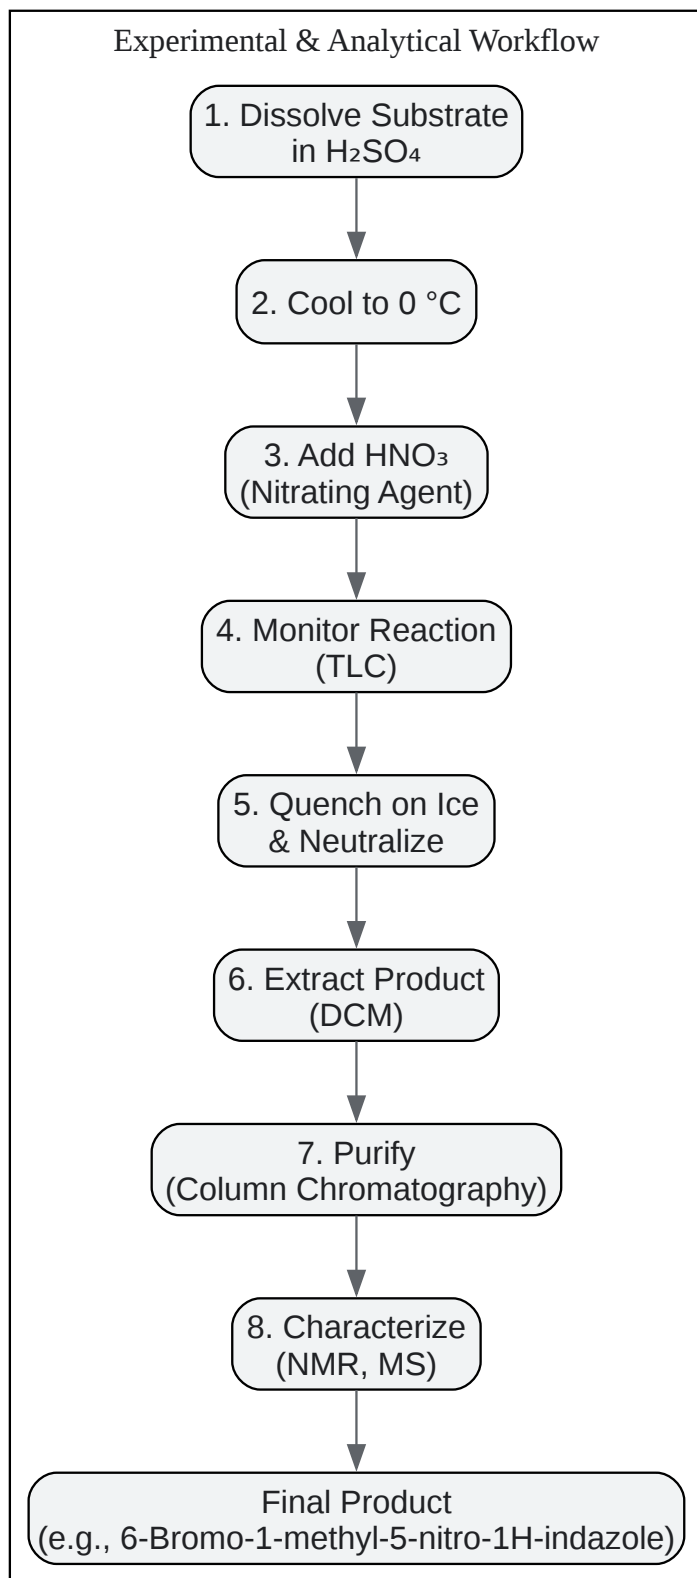 Experimental & Analytical Workflow
1. Dissolve Substrate
in H₂SO₄
2. Cool to 0 °C
3. Add HNO₃
(Nitrating Agent)
4. Monitor Reaction
(TLC)
5. Quench on Ice
& Neutralize
6. Extract Product
(DCM)
7. Purify
(Column Chromatography)
8. Characterize
(NMR, MS)
Final Product
(e.g., 6-Bromo-1-methyl-5-nitro-1H-indazole)